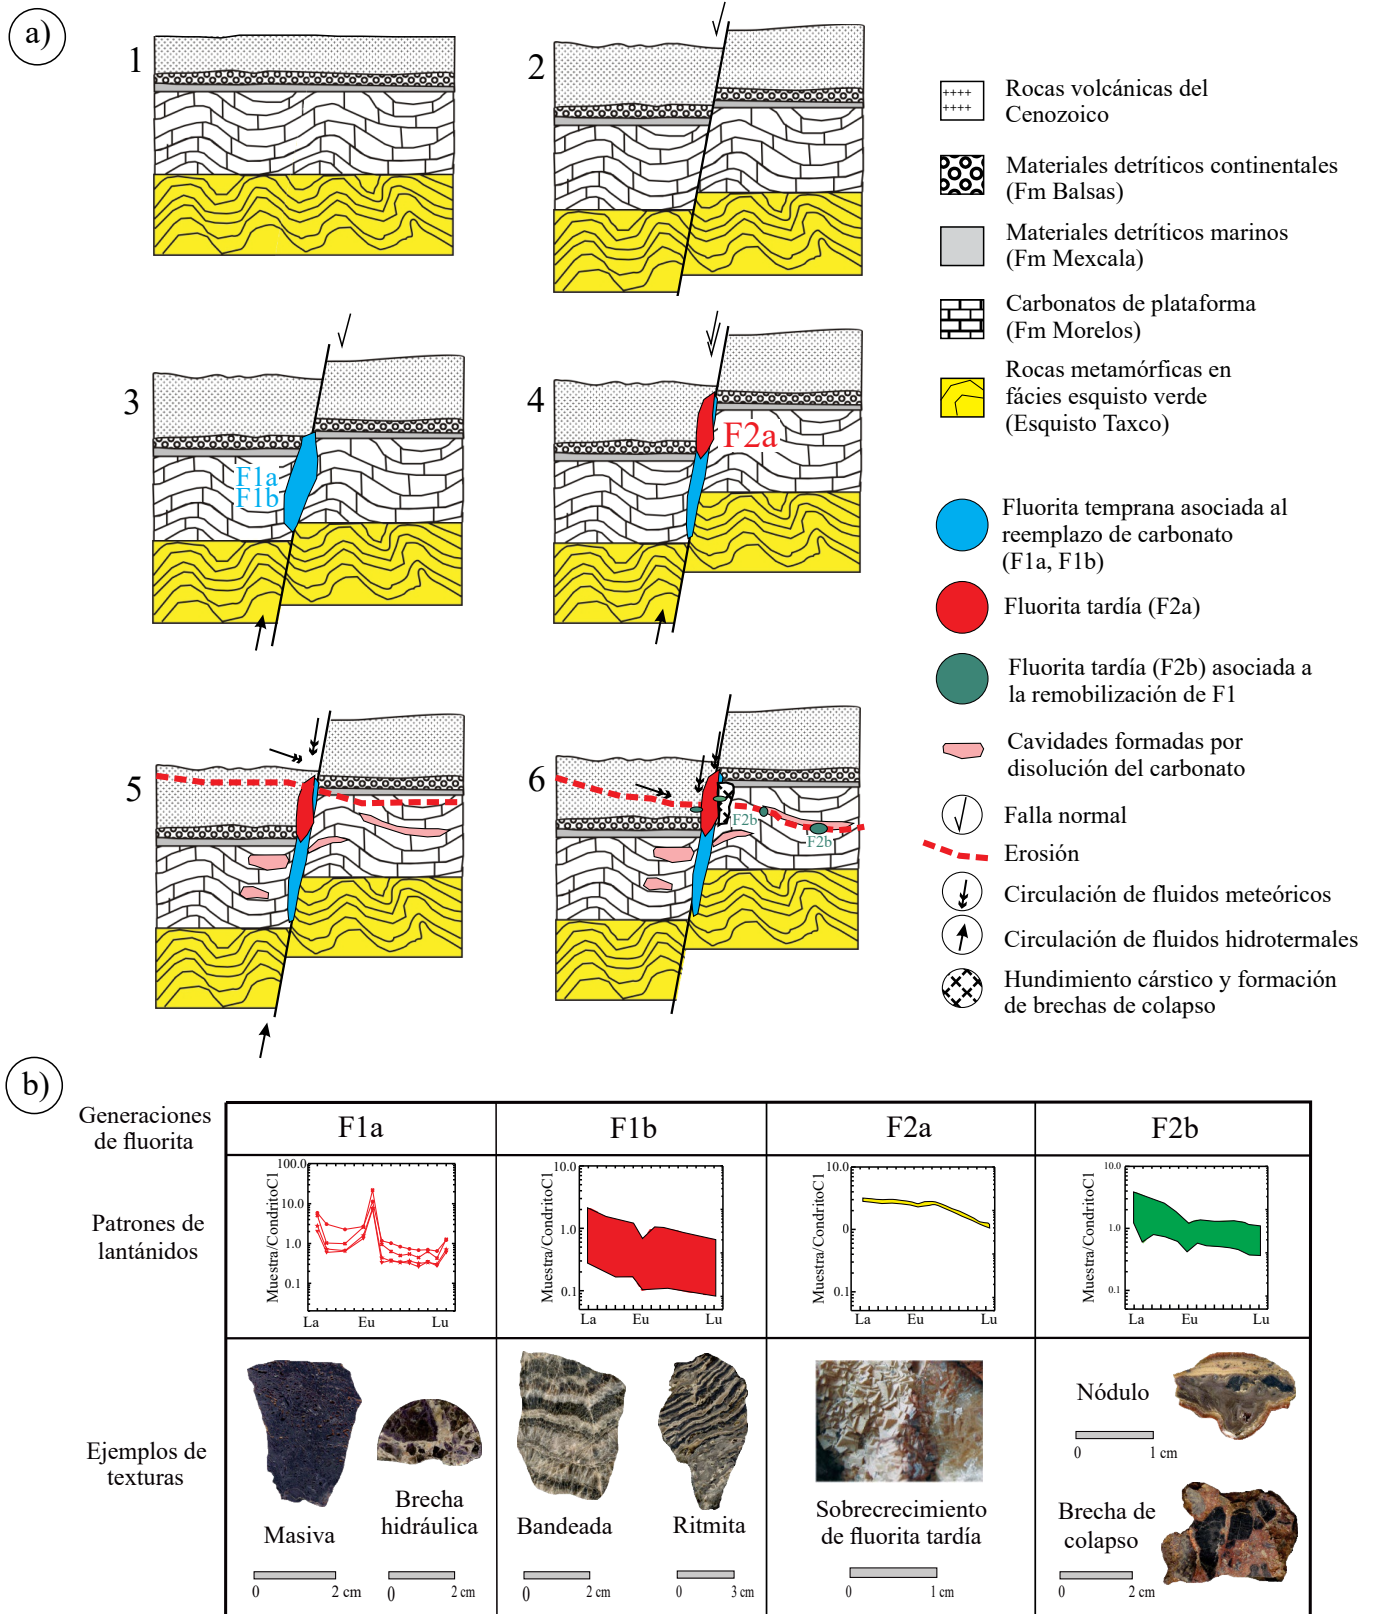 a)
1
2
Rocas volcánicas del
Cenozoico
Materiales detríticos continentales
(Fm Balsas)
Materiales detríticos marinos
(Fm Mexcala)
Carbonatos de plataforma
(Fm Morelos)
Rocas metamórficas en
fácies esquisto verde
(Esquisto Taxco)
3
F1a
F1b
4
F2a
Fluorita temprana asociada al
reemplazo de carbonato
(F1a, F1b)
Fluorita tardía (F2a)
Fluorita tardía (F2b) asociada a
la remobilización de F1
Cavidades formadas por
disolución del carbonato
Falla normal
Erosión
Circulación de fluidos meteóricos
Circulación de fluidos hidrotermales
Hundimiento cárstico y formación
de brechas de colapso
5
6
F2b
F2b
b)
Generaciones
de fluorita
F1a
F1b
F2a
F2b
Patrones de
lantánidos
Muestra/CondritoC1
100.0
10.0
1.0
0.1
La
Eu
Lu
Muestra/CondritoC1
10.0
1.0
0.1
La
Eu
Lu
Muestra/CondritoC1
10.0
0
0.1
La
Eu
Lu
Muestra/CondritoC1
10.0
1.0
0.1
La
Eu
Lu
Ejemplos de
texturas
Masiva
0 2 cm
Brecha
hidráulica
0 2 cm
Bandeada
0 2 cm
Ritmita
0 3 cm
Sobrecrecimiento
de fluorita tardía
0 1 cm
Nódulo
0 1 cm
Brecha de
colapso
0 2 cm